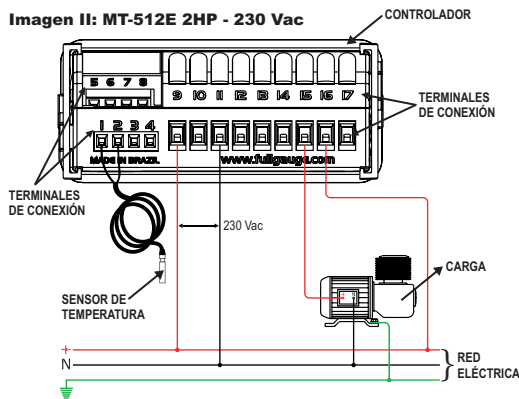 Imagen II: MT-512E 2HP - 230 Vac
CONTROLADOR
5 6 7 8
9 10 11 12 13 14 15 16 17
1 2 3 4
MADE IN BRAZIL
www.fullgauge.com
TERMINALES
DE CONEXIÓN
TERMINALES
DE CONEXIÓN
230 Vac
SENSOR DE
TEMPERATURA
CARGA
+
N
RED
ELÉCTRICA